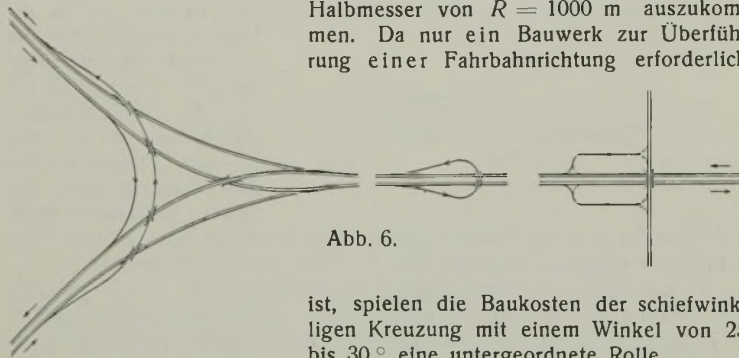 Halbmesser von R = 1000 m auszukom-
men. Da nur ein Bauwerk zur Überfüh-
rung einer Fahrbahnrichtung erforderlich
Abb. 6.
ist, spielen die Baukosten der schiefwink-
ligen Kreuzung mit einem Winkel von
bis 30° eine untergeordnete Rolle